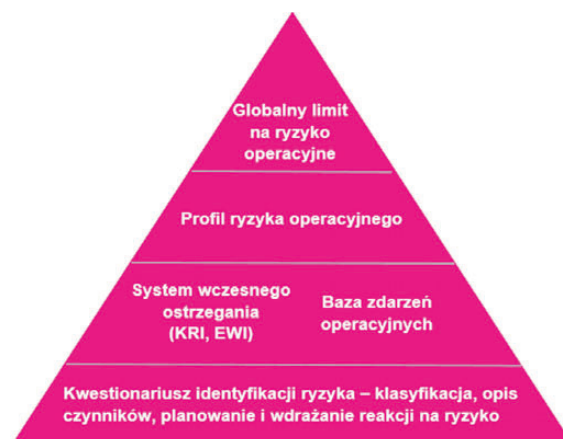 Globalny limit
na ryzyko
operacyjne
Profil ryzyka operacyjnego
System wczesnego
ostrzegania
(KRI, EWI)
Baza zdarzeń
operacyjnych
Kwestionariusz identyfikacji ryzyka – klasyfikacja, opis
czynników, planowanie i wdrażanie reakcji na ryzyko